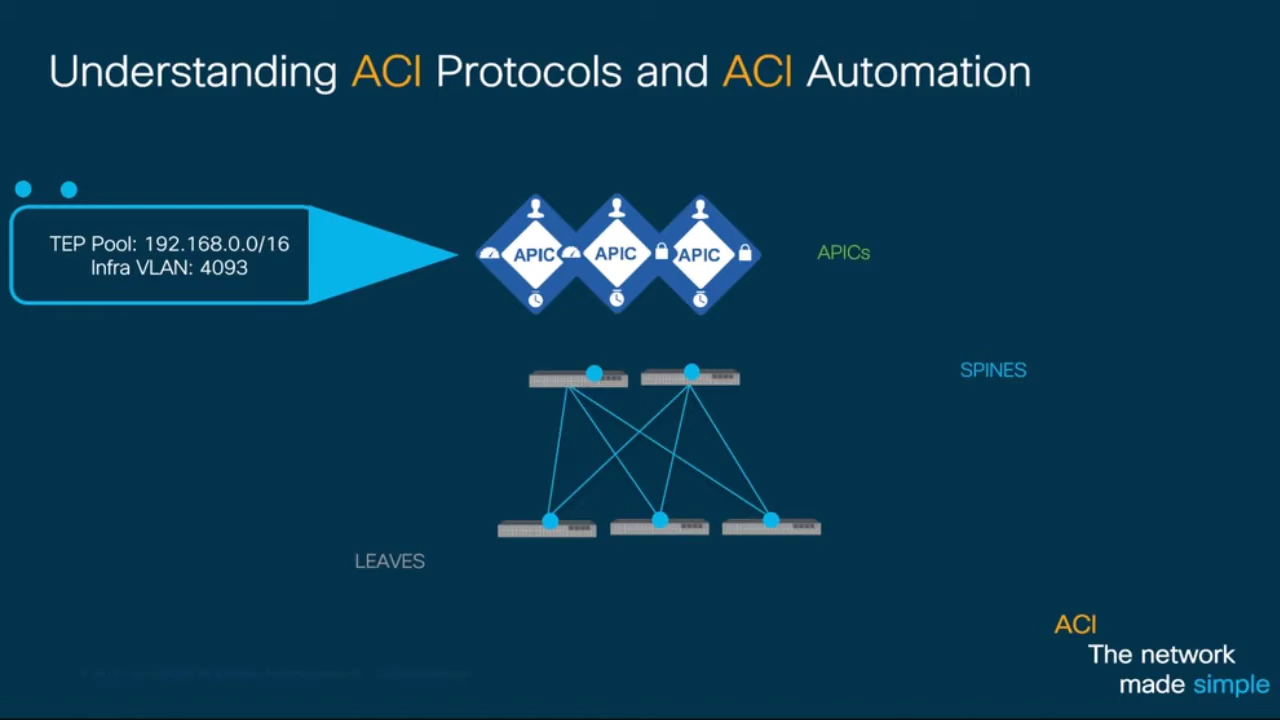 Understanding ACI Protocols and ACI Automation
TEP Pool: 192.168.0.0/16
Infra VLAN: 4093
APIC
APIC
APIC
APICs
SPINES
LEAVES
ACI
The network
made simple